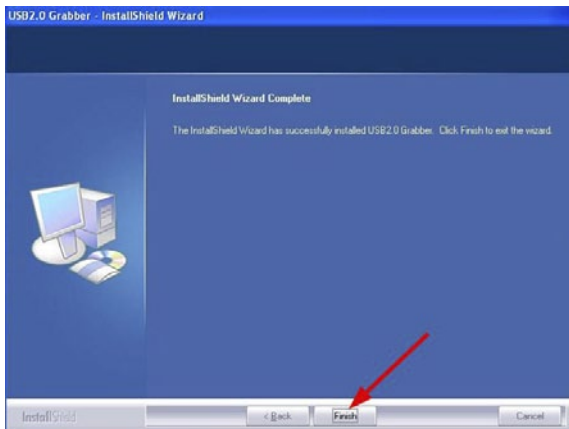 USB2.0 Grabber - InstallShield Wizard
InstallShield Wizard Complete
The InstallShield Wizard has successfully installed USB2.0 Grabber. Click Finish to exit the wizard.
InstallShield
< Back
Finish
Cancel